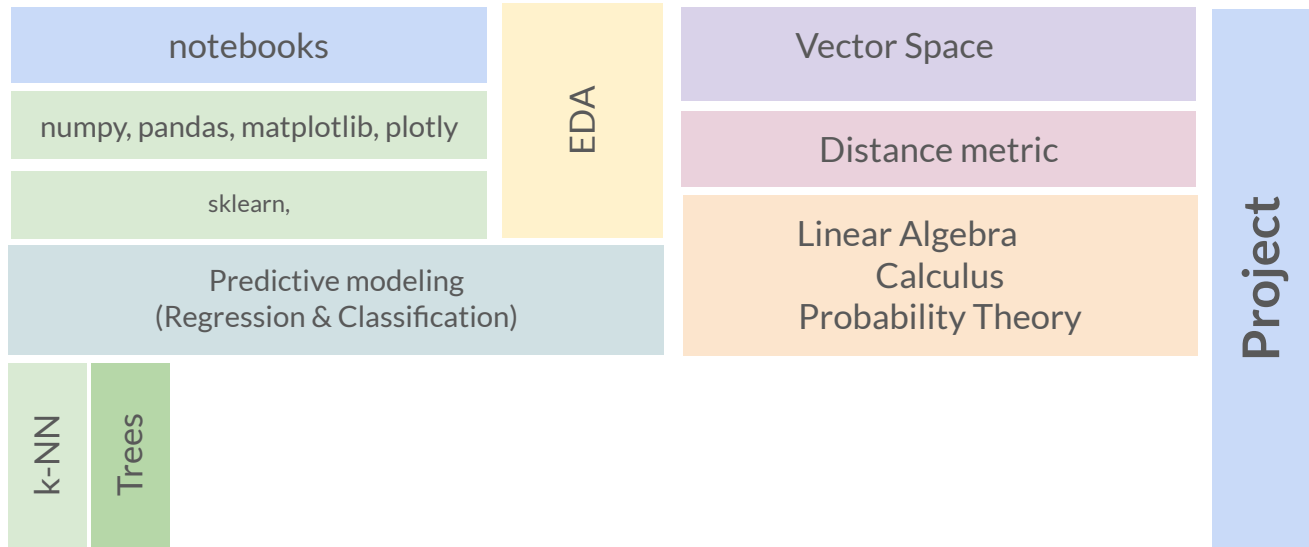 notebooks
numpy, pandas, matplotlib, plotly
sklearn,
EDA
Predictive modeling
(Regression & Classification)
k-NN
Trees
Vector Space
Distance metric
Linear Algebra
Calculus
Probability Theory
Project